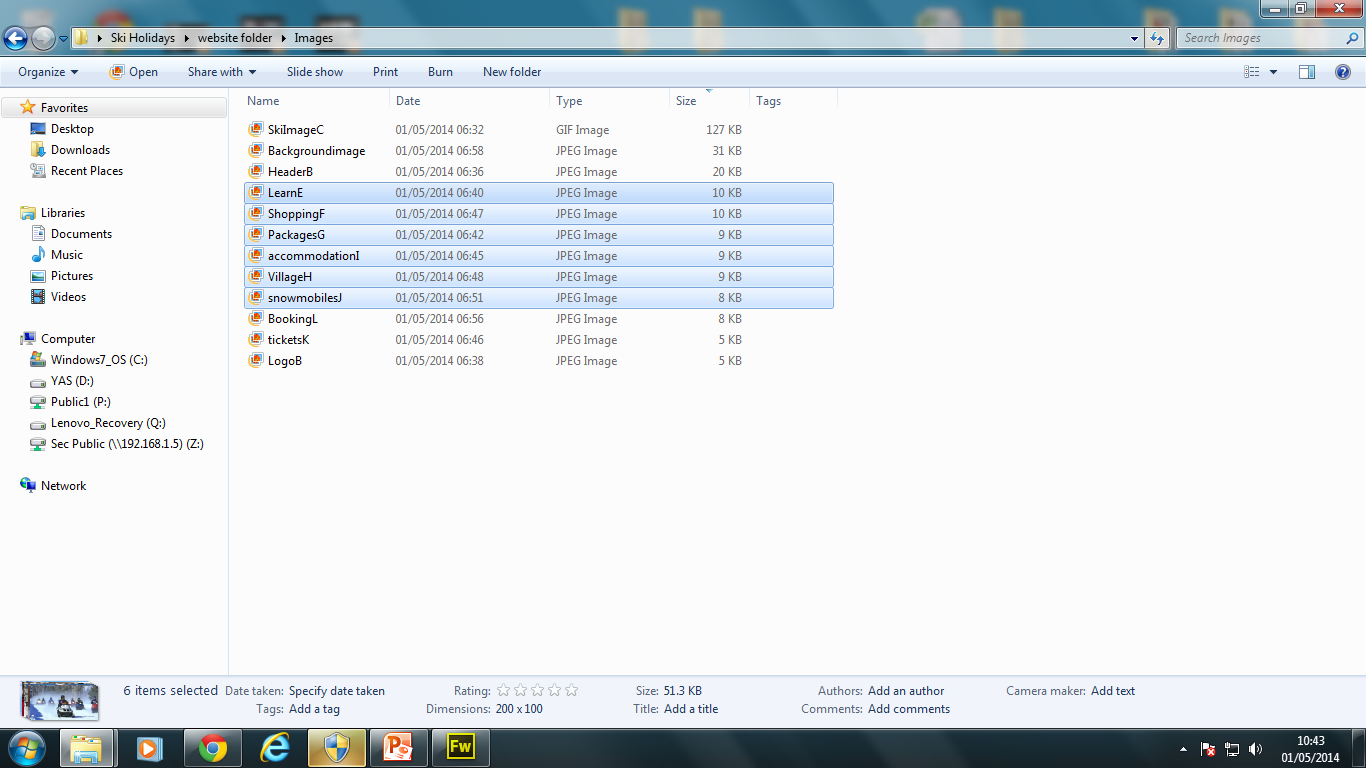 Ski Holidays website folder Images
Search Images
Organize Open Share with Slide show Print Burn New folder
Name Date Type Size Tags
Favorites
Desktop
Downloads
Recent Places
Libraries
Documents
Music
Pictures
Videos
Computer
Windows7_OS (C:)
YAS (D:)
Public1 (P:)
Lenovo_Recovery (Q:)
Sec Public (\\192.168.1.5) (Z:)
Network
SkiImageC 01/05/2014 06:32 GIF Image 127 KB
Backgroundimage 01/05/2014 06:58 JPEG Image 31 KB
HeaderB 01/05/2014 06:36 JPEG Image 20 KB
LearnE 01/05/2014 06:40 JPEG Image 10 KB
ShoppingF 01/05/2014 06:47 JPEG Image 10 KB
PackagesG 01/05/2014 06:42 JPEG Image 9 KB
accommodationI 01/05/2014 06:45 JPEG Image 9 KB
VillageH 01/05/2014 06:48 JPEG Image 9 KB
snowmobilesJ 01/05/2014 06:51 JPEG Image 8 KB
BookingL 01/05/2014 06:56 JPEG Image 8 KB
ticketsK 01/05/2014 06:46 JPEG Image 5 KB
LogoB 01/05/2014 06:38 JPEG Image 5 KB
6 items selected Date taken: Specify date taken Rating: Size: 51.3 KB Authors: Add an author Camera maker: Add text
Tags: Add a tag Dimensions: 200 x 100 Title: Add a title Comments: Add comments
Fw
10:43
01/05/2014